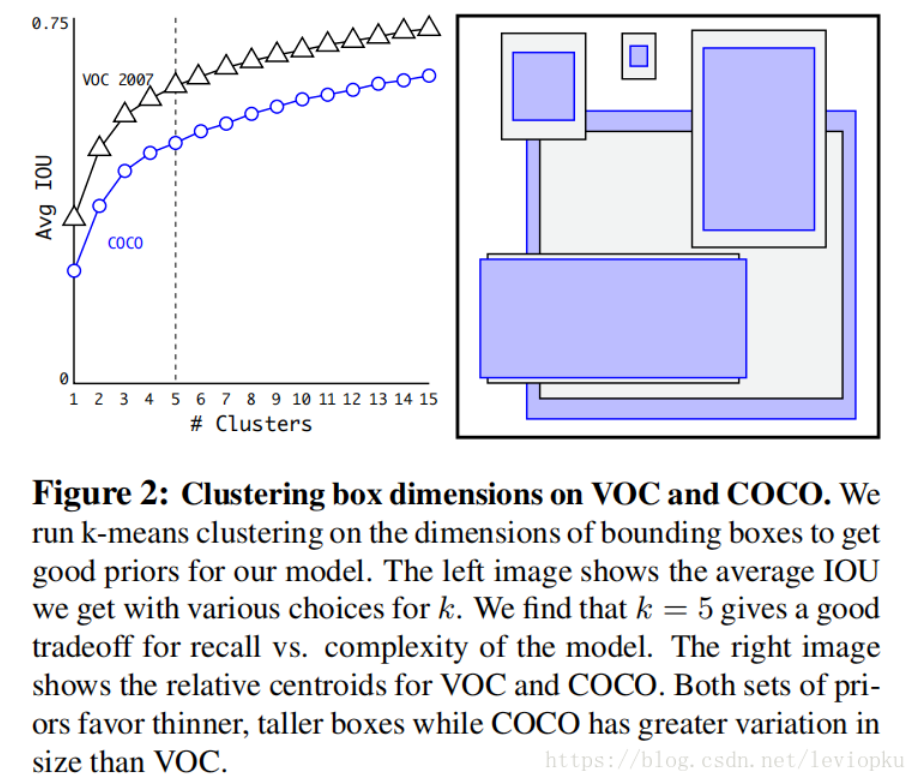 0.75
VOC 2007
COCO
Avg IOU
0
1 2 3 4 5 6 7 8 9 10 11 12 13 14 15
# Clusters
Figure 2: Clustering box dimensions on VOC and COCO. We
run k-means clustering on the dimensions of bounding boxes to get
good priors for our model. The left image shows the average IOU
we get with various choices for k. We find that k = 5 gives a good
tradeoff for recall vs. complexity of the model. The right image
shows the relative centroids for VOC and COCO. Both sets of pri-
ors favor thinner, taller boxes while COCO has greater variation in
size than VOC.
https://blog.csdn.net/leviopku